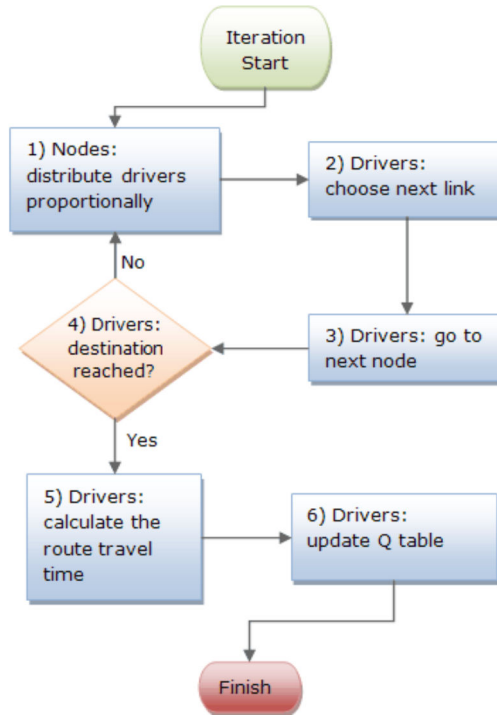 Iteration
Start
1) Nodes:
distribute drivers
proportionally
2) Drivers:
choose next link
No
4) Drivers:
destination
reached?
3) Drivers: go to
next node
Yes
5) Drivers:
calculate the
route travel
time
6) Drivers:
update Q table
Finish